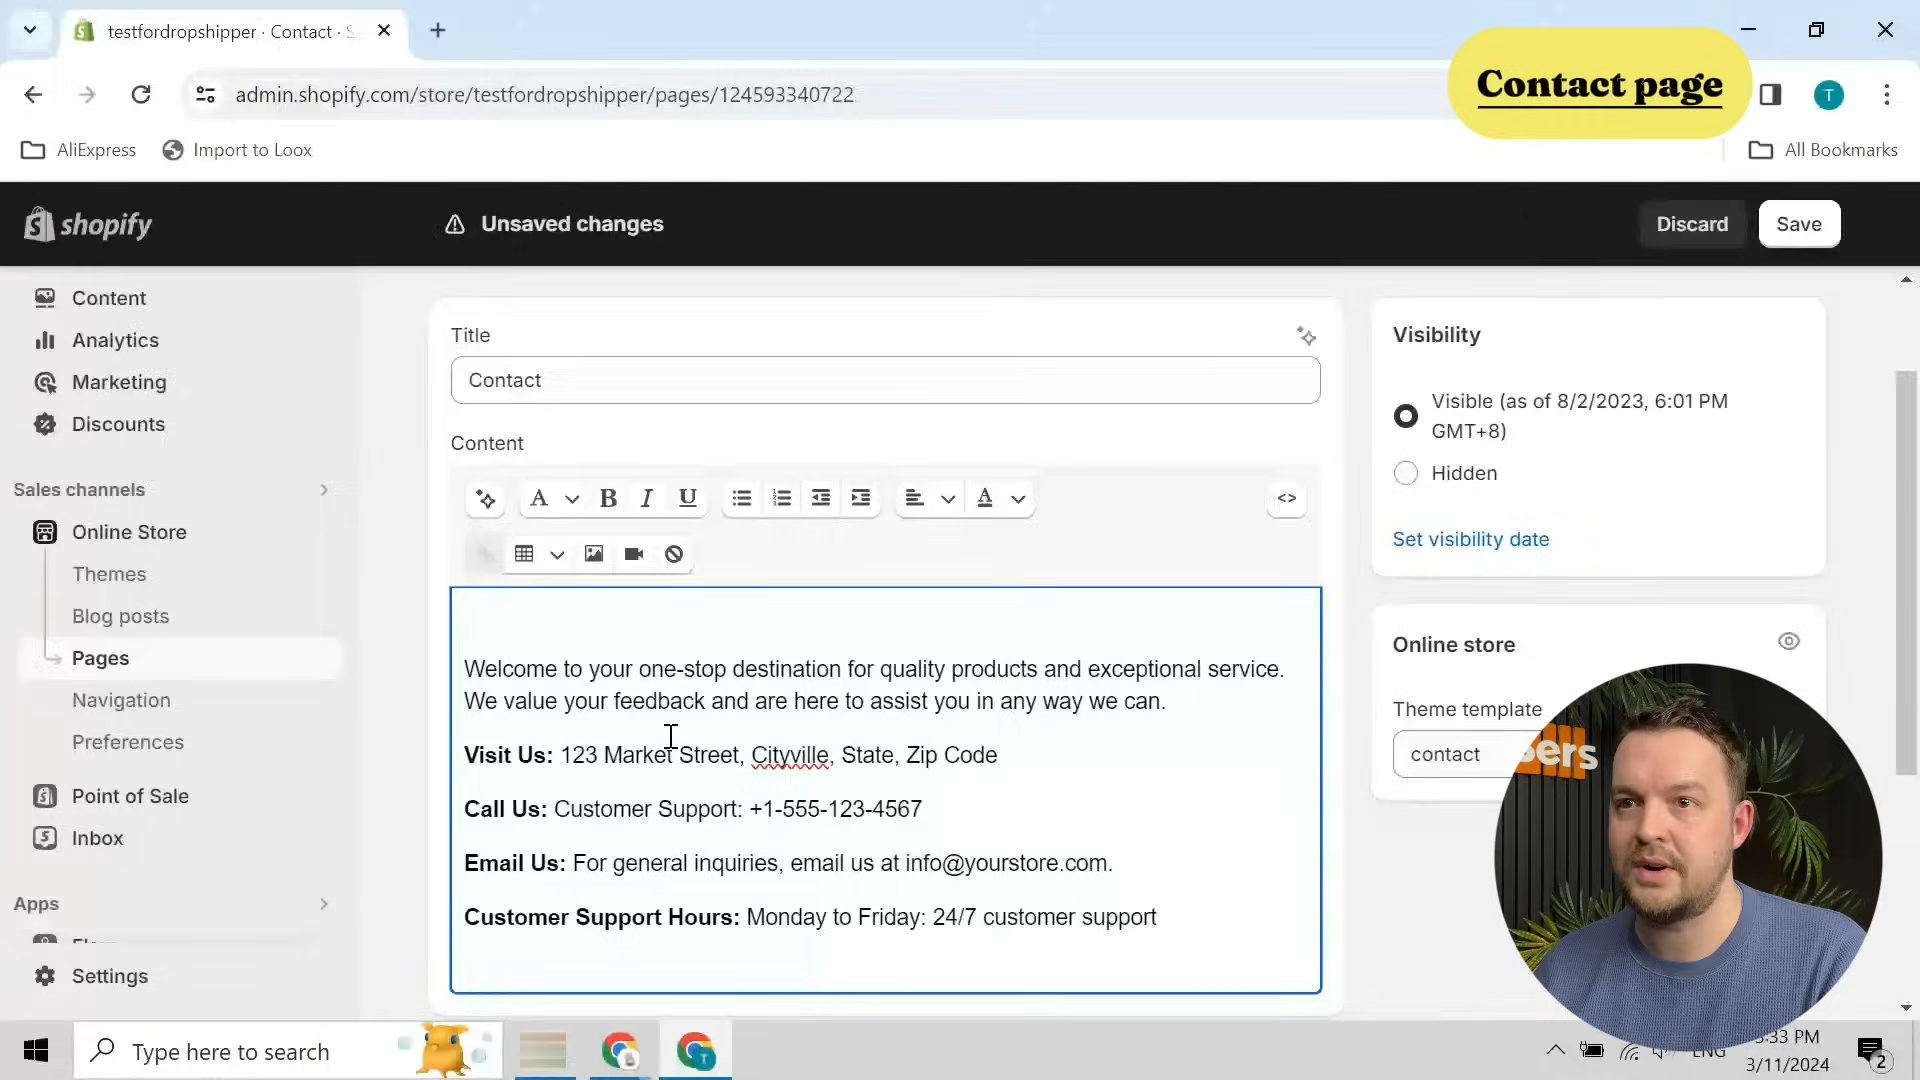 testfordropshipper · Contact · S
admin.shopify.com/store/testfordropshipper/pages/124593340722
Contact page
T
AliExpress
Import to Loox
All Bookmarks
shopify
Unsaved changes
Discard
Save
Content
Analytics
Marketing
Discounts
Sales channels
Online Store
Themes
Blog posts
Pages
Navigation
Preferences
Point of Sale
Inbox
Apps
Settings
Title
Contact
Content
A B I U A <>
Welcome to your one-stop destination for quality products and exceptional service.
We value your feedback and are here to assist you in any way we can.
Visit Us: 123 Market Street, Cityville, State, Zip Code
Call Us: Customer Support: +1-555-123-4567
Email Us: For general inquiries, email us at info@yourstore.com.
Customer Support Hours: Monday to Friday: 24/7 customer support
Visibility
Visible (as of 8/2/2023, 6:01 PM
GMT+8)
Hidden
Set visibility date
Online store
Theme template
contact
sers
Type here to search
T
ENG
:33 PM
3/11/2024
2